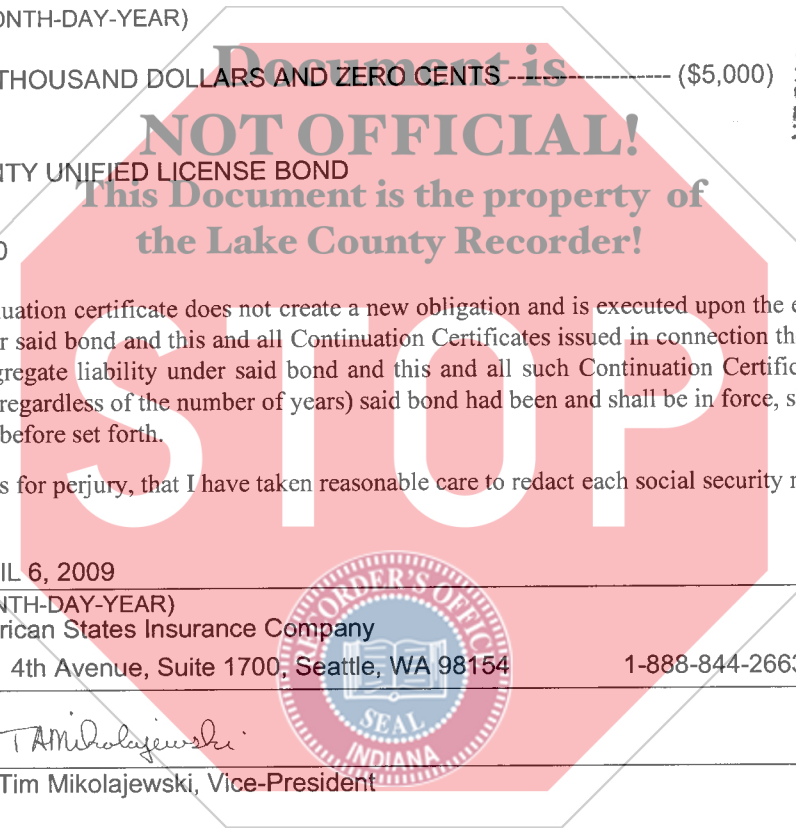 ONTH-DAY-YEAR)
Document is
THOUSAND DOLLARS AND ZERO CENTS -------------------- ($5,000)
NOT OFFICIAL!
NTY UNIFIED LICENSE BOND
This Document is the property of
the Lake County Recorder!
uation certificate does not create a new obligation and is executed upon the
r said bond and this and all Continuation Certificates issued in connection th
gregate liability under said bond and this and all such Continuation Certific
regardless of the number of years) said bond had been and shall be in force, s
before set forth.
STOP
s for perjury, that I have taken reasonable care to redact each social security
IL 6, 2009
NTH-DAY-YEAR)
rican States Insurance Company
4th Avenue, Suite 1700, Seattle, WA 98154 1-888-844-2663
RECORDER'S OFFICE
SEAL
INDIANA
TAMikolajewski
Tim Mikolajewski, Vice-President